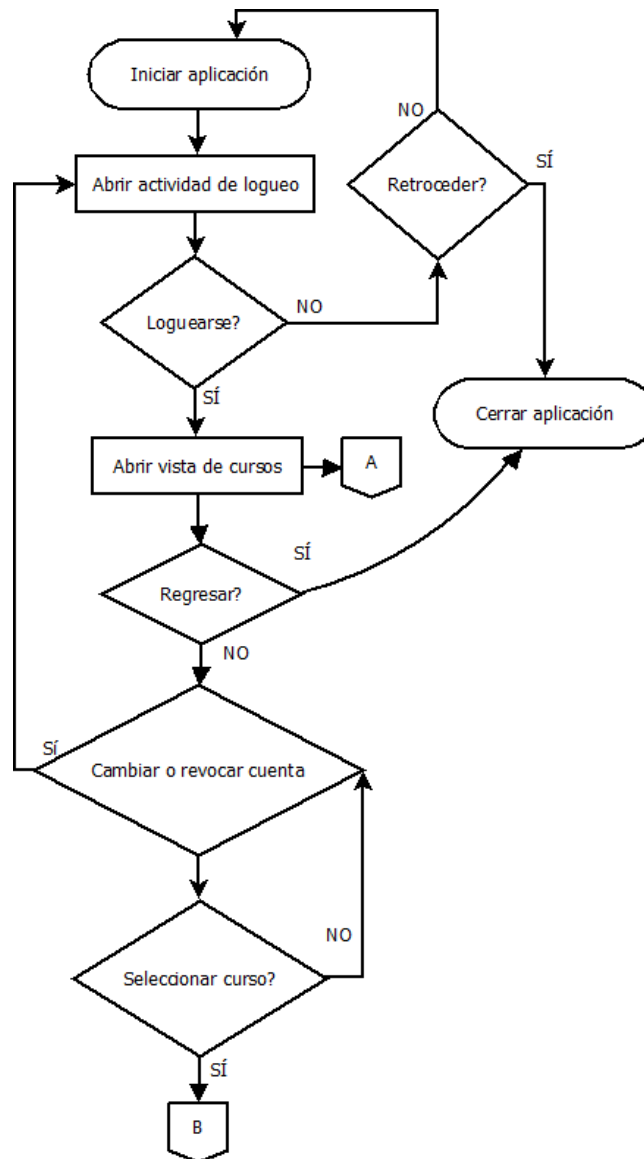 Iniciar aplicación
NO
Abrir actividad de logueo
Retroceder?
SÍ
Loguearse?
NO
SÍ
Cerrar aplicación
Abrir vista de cursos
A
SÍ
Regresar?
NO
Sí
Cambiar o revocar cuenta
NO
Seleccionar curso?
SÍ
B